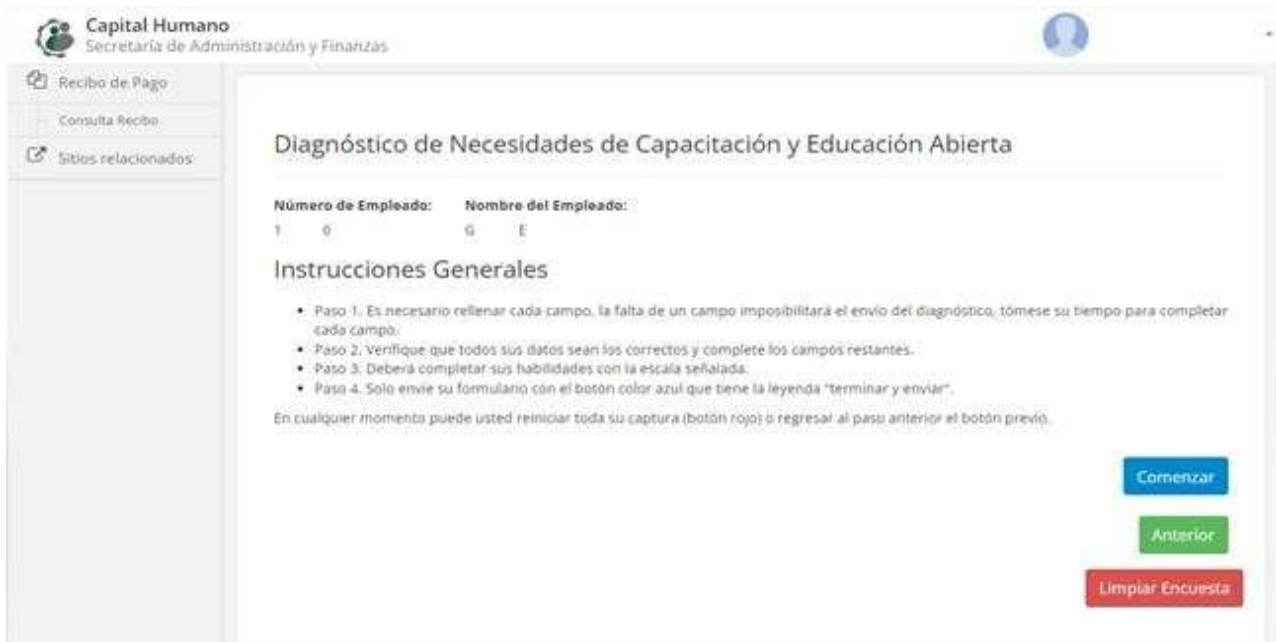 Capital Humano
Secretaría de Administración y Finanzas
Recibo de Pago
Consulta Recibo
Sitios relacionados
Diagnóstico de Necesidades de Capacitación y Educación Abierta
Número de Empleado: Nombre del Empleado:
1 0 G E
Instrucciones Generales
• Paso 1. Es necesario rellenar cada campo, la falta de un campo imposibilitará el envío del diagnóstico, tómese su tiempo para completar
cada campo.
• Paso 2. Verifique que todos sus datos sean los correctos y complete los campos restantes.
• Paso 3. Deberá completar sus habilidades con la escala señalada.
• Paso 4. Solo envíe su formulario con el botón color azul que tiene la leyenda "terminar y enviar".
En cualquier momento puede usted reiniciar toda su captura (botón rojo) o regresar al paso anterior el botón previo.
Comenzar
Anterior
Limpiar Encuesta